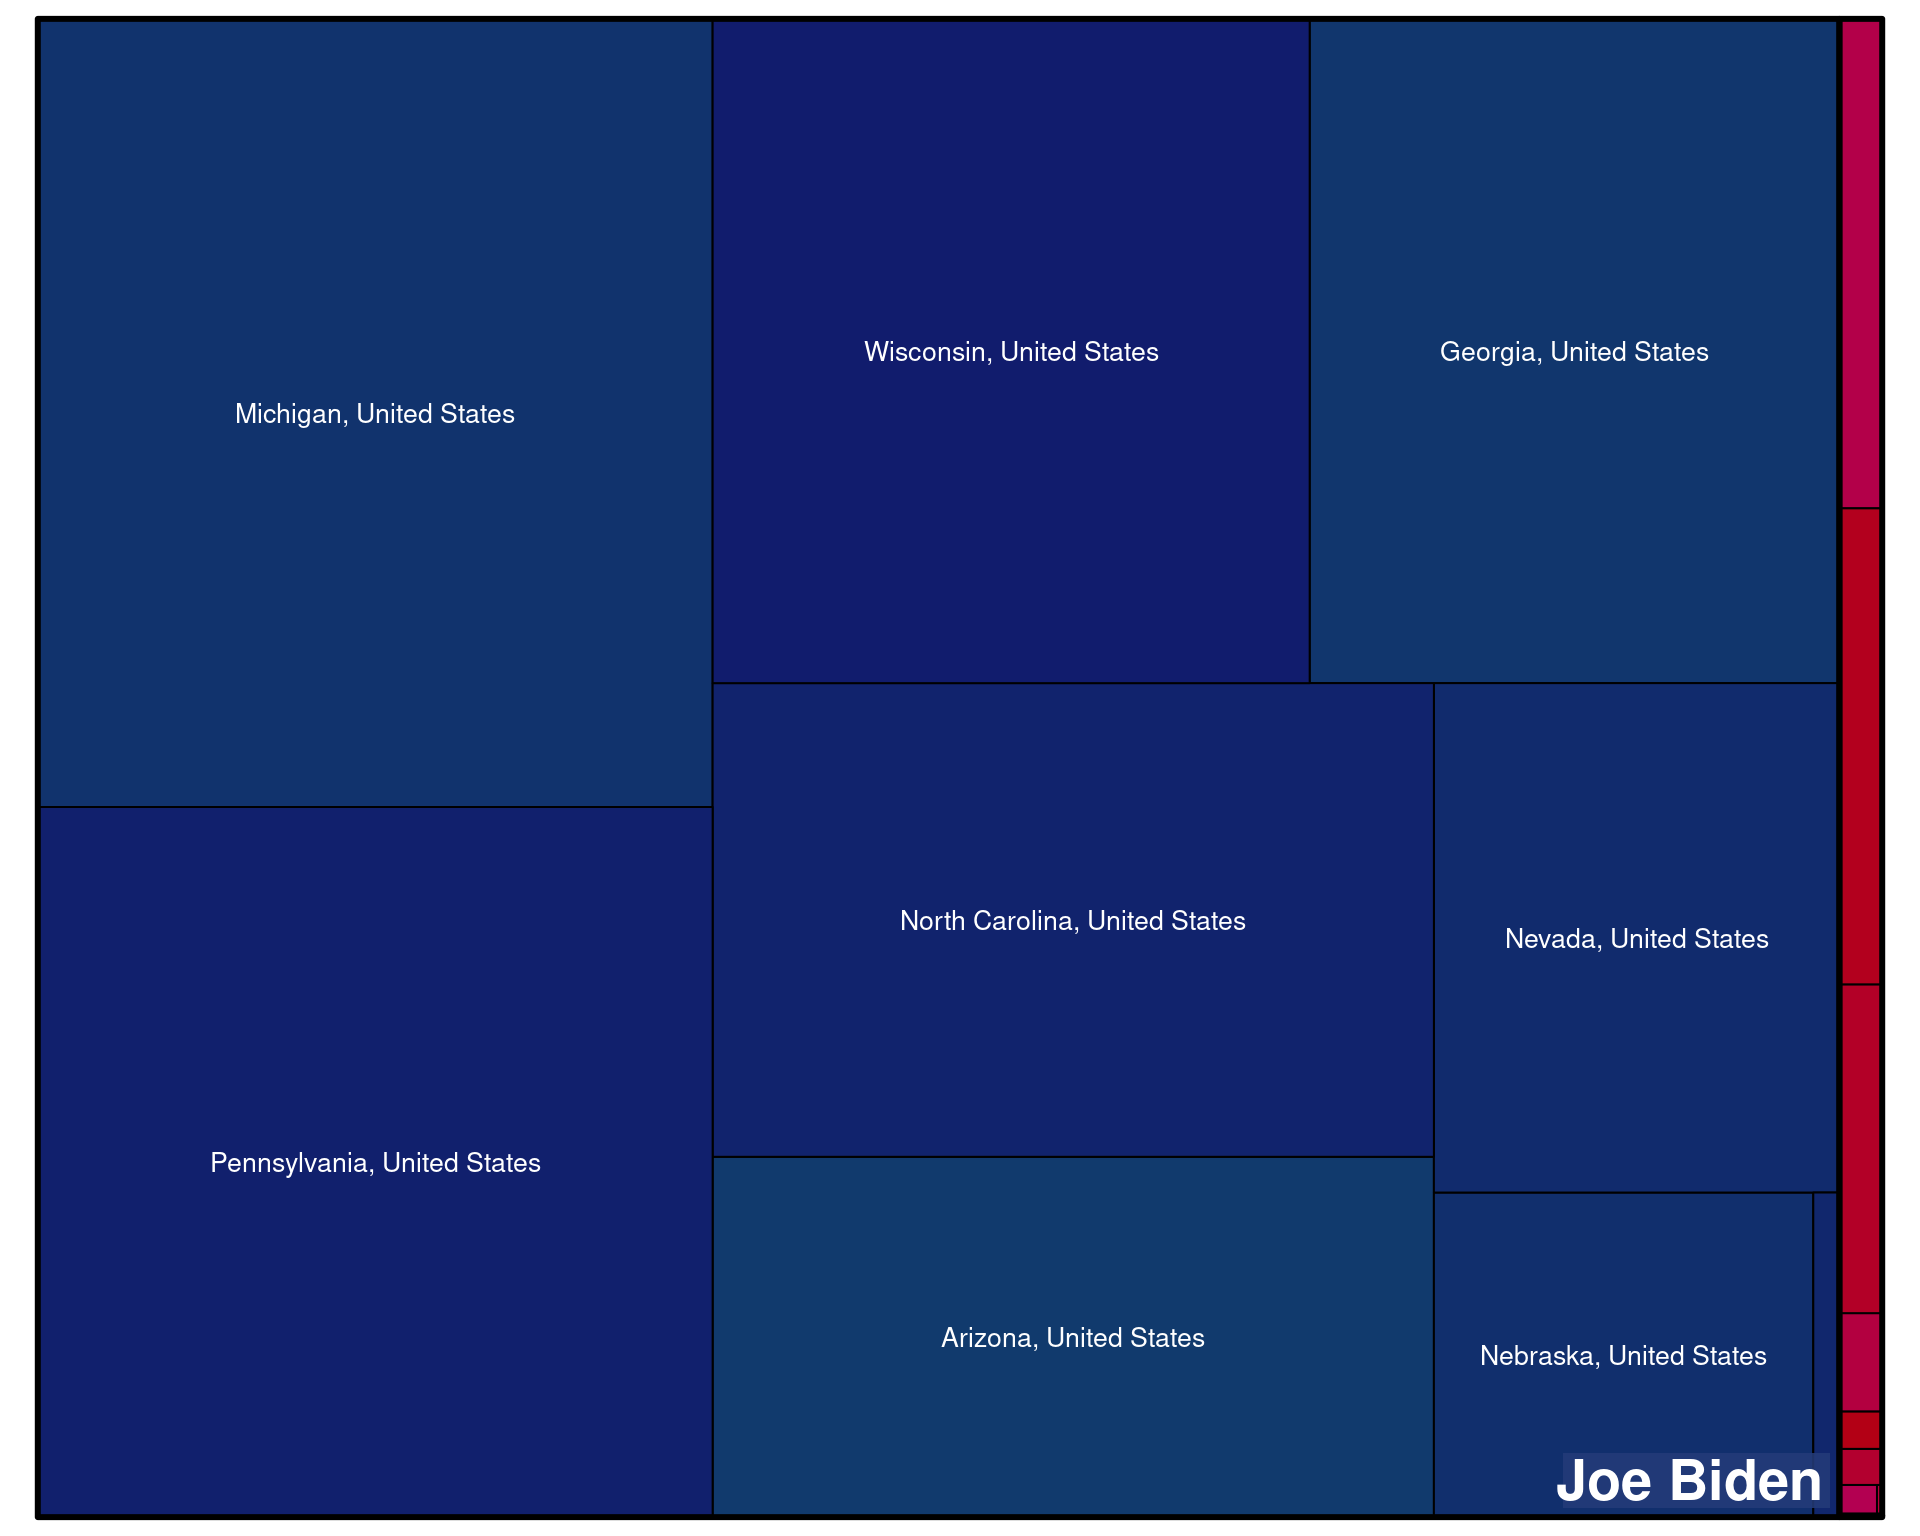 Wisconsin, United States
Georgia, United States
Michigan, United States
North Carolina, United States
Nevada, United States
Pennsylvania, United States
Arizona, United States
Nebraska, United States
Joe Biden